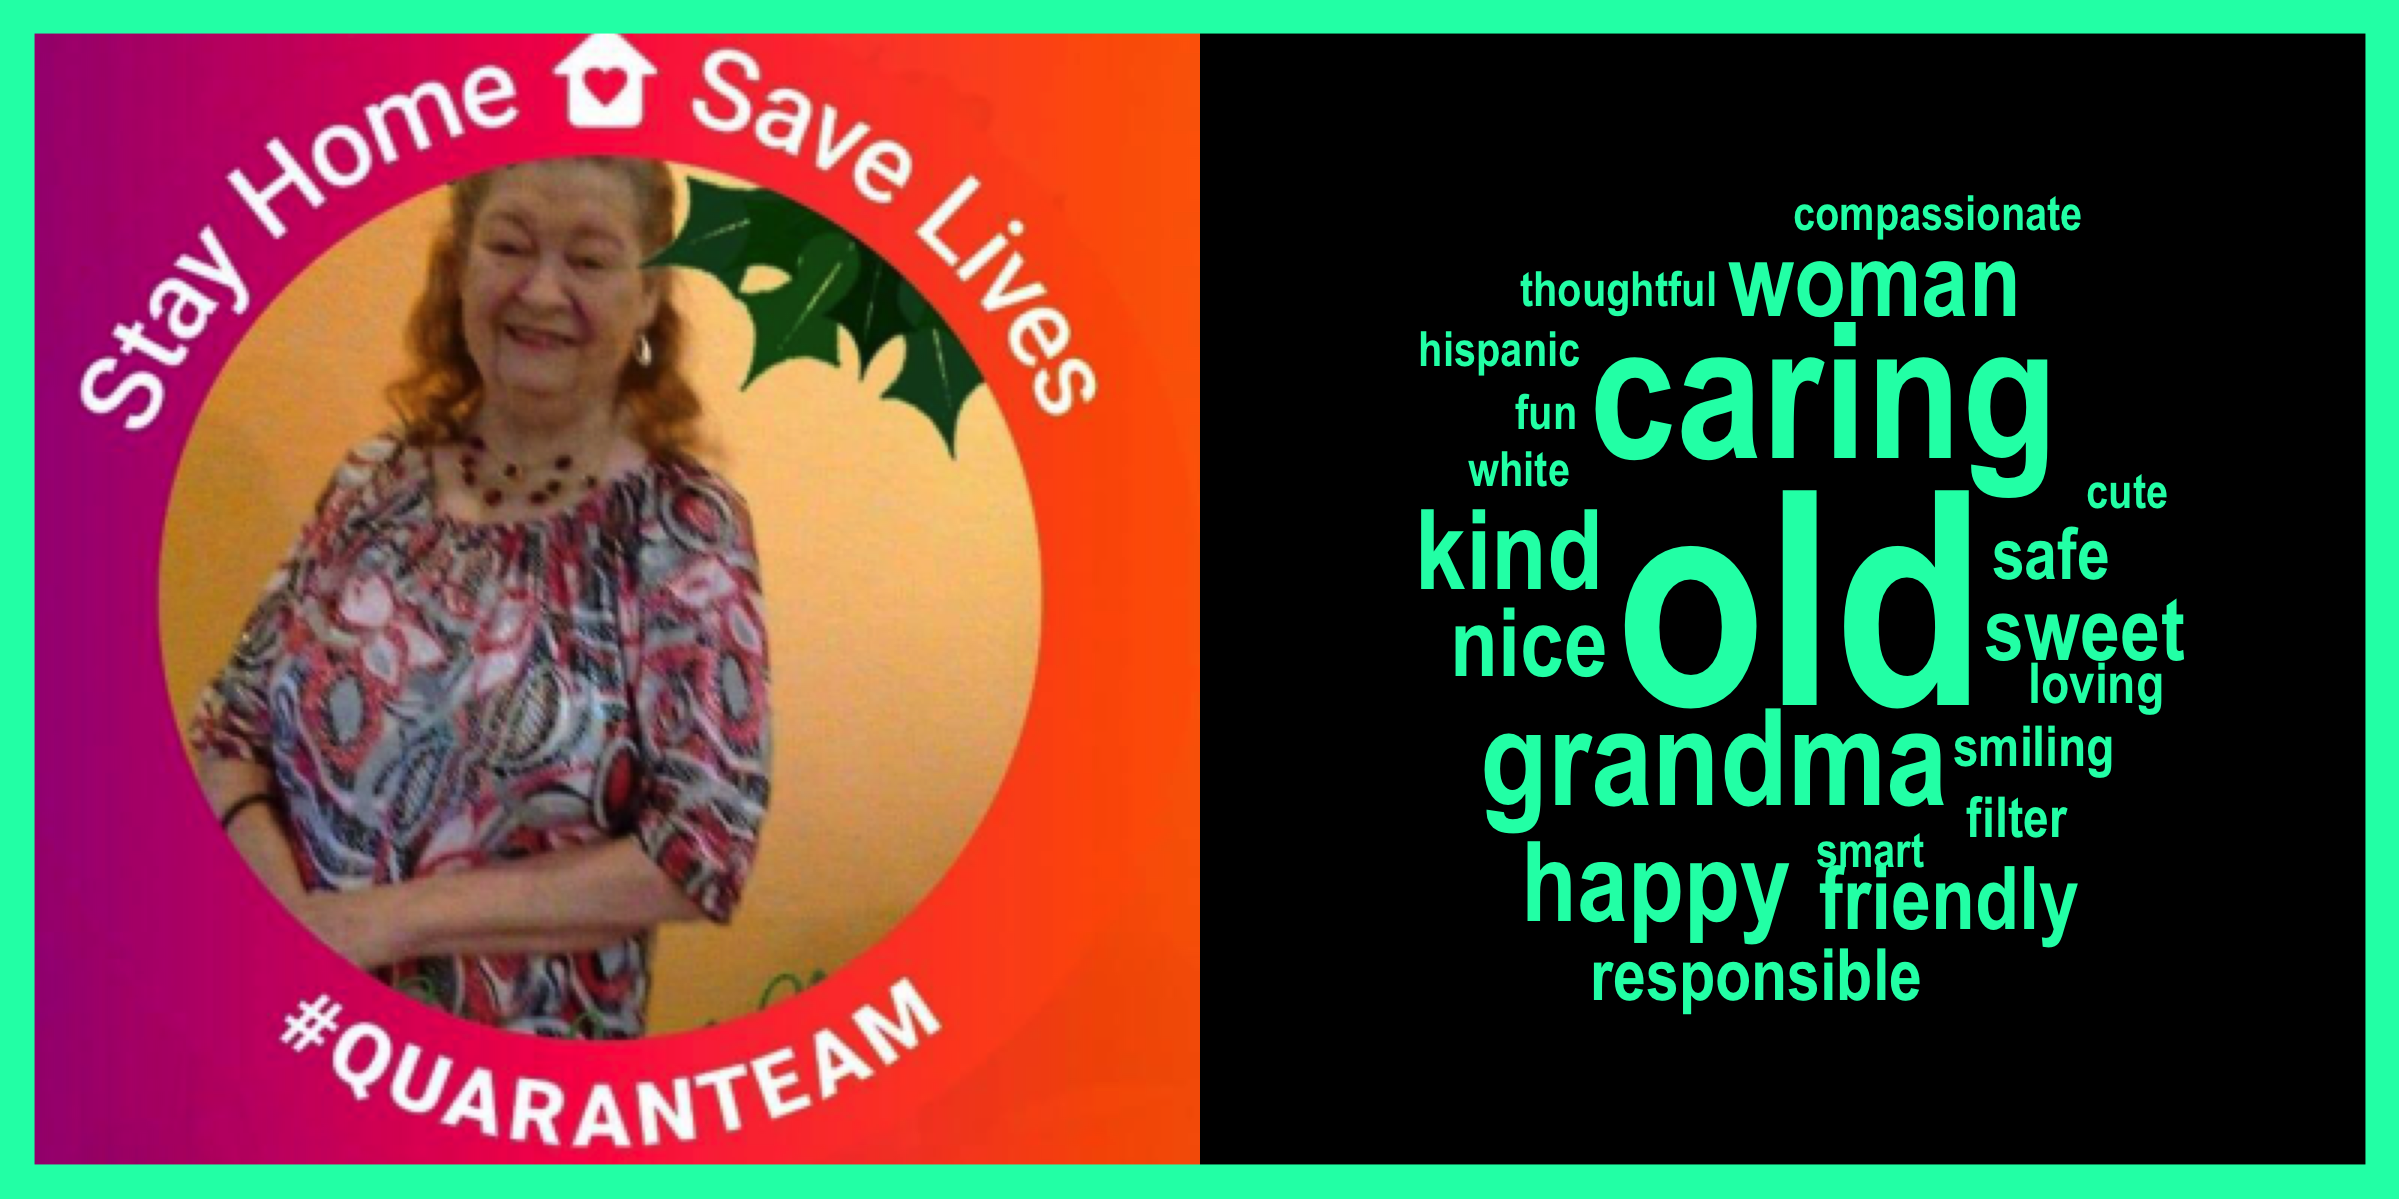 Stay Home Save Lives
#QUARANTEAM
compassionate
thoughtful woman
hispanic
caring
fun
white
cute
kind
old
safe
nice
sweet
loving
grandma
smiling
filter
smart
happy
friendly
responsible